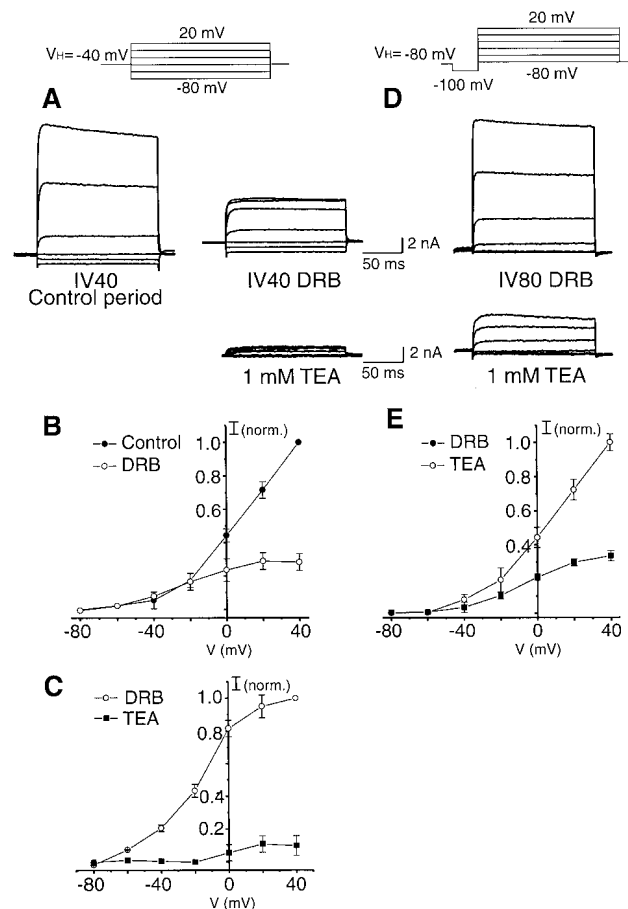 20 mV
VH= -40 mV
-80 mV
20 mV
VH= -80 mV
-80 mV
-100 mV
A
D
IV40
Control period
IV40 DRB
2 nA
50 ms
IV80 DRB
1 mM TEA
2 nA
50 ms
1 mM TEA
B
Control
DRB
I (norm.)
1.0
0.8
0.6
0.4
-80
-40
0
40
V (mV)
E
DRB
TEA
I (norm.)
1.0
0.8
0.6
0.4
-80
-40
0
40
V (mV)
C
DRB
TEA
I (norm.)
1.0
0.8
0.4
0.2
-80
-40
0
40
V (mV)